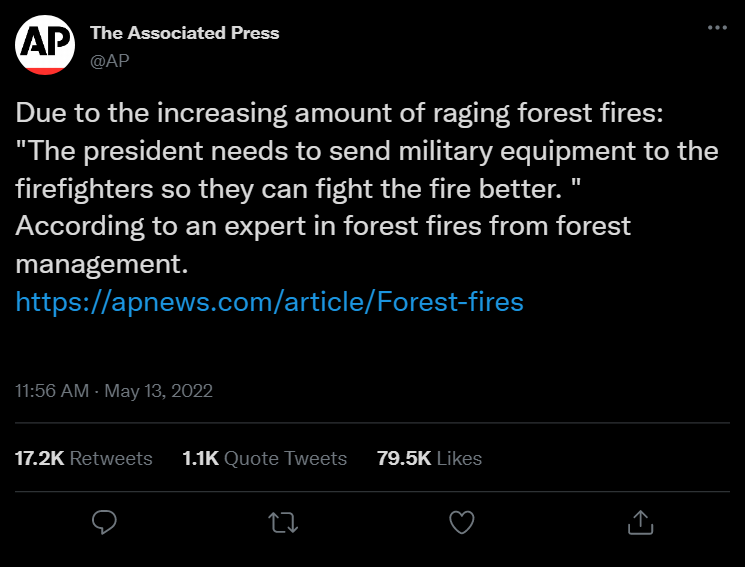 AP
The Associated Press
@AP
Due to the increasing amount of raging forest fires:
"The president needs to send military equipment to the
firefighters so they can fight the fire better. "
According to an expert in forest fires from forest
management.
https://apnews.com/article/Forest-fires
11:56 AM · May 13, 2022
17.2K Retweets 1.1K Quote Tweets 79.5K Likes